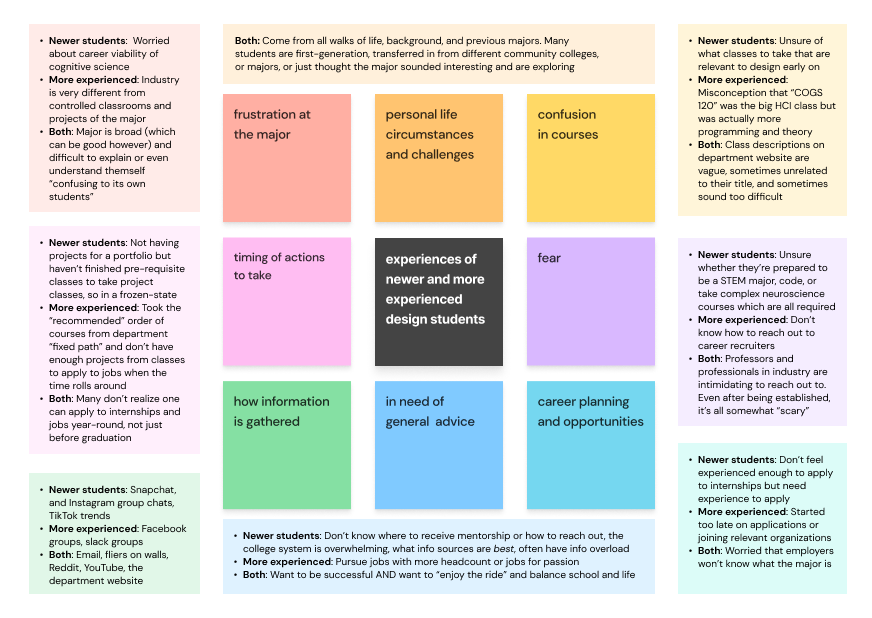 • Newer students:  Worried
about career viability of
cognitive science
• More experienced: Industry
is very different from
controlled classrooms and
projects of the major
• Both: Major is broad (which
can be good however) and
difficult to explain or even
understand themself
“confusing to its own
students”
Both: Come from all walks of life, background, and previous majors. Many
students are first-generation, transferred in from different community colleges,
or majors, or just thought the major sounded interesting and are exploring
• Newer students: Unsure of
what classes to take that are
relevant to design early on
• More experienced:
Misconception that “COGS
120” was the big HCI class but
was actually more
programming and theory
• Both: Class descriptions on
department website are
vague, sometimes unrelated
to their title, and sometimes
sound too difficult
frustration at
the major
personal life
circumstances
and challenges
confusion
in courses
• Newer students: Not having
projects for a portfolio but
haven’t finished pre-requisite
classes to take project
classes, so in a frozen-state
• More experienced: Took the
“recommended” order of
courses from department
“fixed path” and don’t have
enough projects from classes
to apply to jobs when the
time rolls around
• Both: Many don’t realize one
can apply to internships and
jobs year-round, not just
before graduation
timing of actions
to take
experiences of
newer and more
experienced
design students
fear
• Newer students: Unsure
whether they’re prepared to
be a STEM major, code, or
take complex neuroscience
courses which are all required
• More experienced: Don’t
know how to reach out to
career recruiters
• Both: Professors and
professionals in industry are
intimidating to reach out to.
Even after being established,
it’s all somewhat “scary”
how information
is gathered
in need of
general  advice
career planning
and opportunities
• Newer students: Snapchat,
and Instagram group chats,
TikTok trends
• More experienced: Facebook
groups, slack groups
• Both: Email, fliers on walls,
Reddit, YouTube, the
department website
• Newer students: Don’t know where to receive mentorship or how to reach out, the
college system is overwhelming, what info sources are best, often have info overload
• More experienced: Pursue jobs with more headcount or jobs for passion
• Both: Want to be successful AND want to “enjoy the ride” and balance school and life
• Newer students: Don’t feel
experienced enough to apply
to internships but need
experience to apply
• More experienced: Started
too late on applications or
joining relevant organizations
• Both: Worried that employers
won’t know what the major is